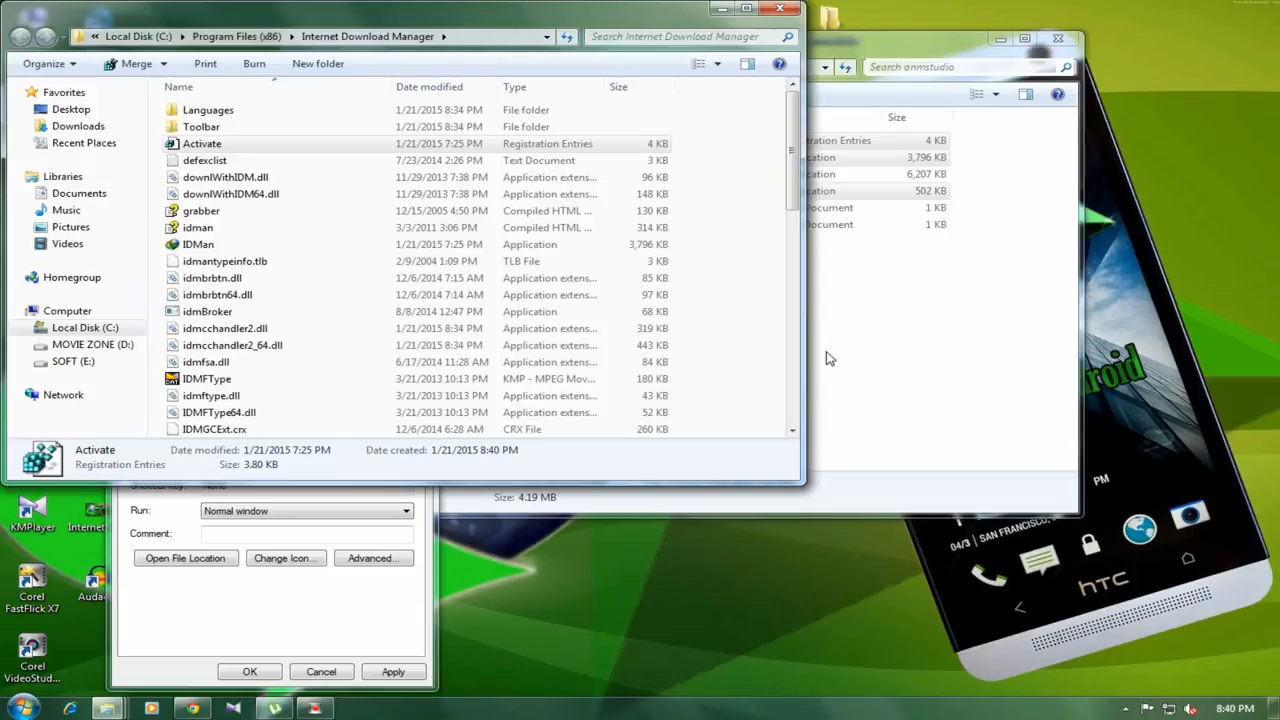 Local Disk (C:) Program Files (x86) Internet Download Manager Search Internet Download Manager
Organize Merge Print Burn New folder
Search anmstudio
Name Date modified Type Size
Size
Favorites
Desktop
Downloads
Recent Places
Libraries
Documents
Music
Pictures
Videos
Homegroup
Computer
Local Disk (C:)
MOVIE ZONE (D:)
SOFT (E:)
Network
Languages 1/21/2015 8:34 PM File folder
Toolbar 1/21/2015 8:34 PM File folder
Activate 1/21/2015 7:25 PM Registration Entries 4 KB
defexclist 7/23/2014 2:26 PM Text Document 3 KB
downlWithIDM.dll 11/29/2013 7:38 PM Application extens... 96 KB
downlWithIDM64.dll 11/29/2013 7:38 PM Application extens... 148 KB
grabber 12/15/2005 4:50 PM Compiled HTML ... 130 KB
idman 3/3/2011 3:06 PM Compiled HTML ... 314 KB
IDMan 1/21/2015 7:25 PM Application 3,796 KB
idmantypeinfo.tlb 2/9/2004 1:09 PM TLB File 3 KB
idmbrbtn.dll 12/6/2014 7:15 AM Application extens... 85 KB
idmbrbtn64.dll 12/6/2014 7:14 AM Application extens... 97 KB
idmBroker 8/8/2014 12:47 PM Application 68 KB
idmcchandler2.dll 1/21/2015 8:34 PM Application extens... 319 KB
idmcchandler2_64.dll 1/21/2015 8:34 PM Application extens... 345 KB
idmfsa.dll 6/17/2014 11:28 AM Application extens... 84 KB
IDMFType 3/21/2013 10:13 PM KMP - MPEG Mov... 180 KB
idmftype.dll 3/21/2013 10:13 PM Application extens... 43 KB
IDMFType64.dll 3/21/2013 10:13 PM Application extens... 52 KB
IDMGCExt.crx 12/6/2014 6:28 AM CRX File 260 KB
tration Entries 4 KB
cation 3,796 KB
cation 6,207 KB
cation 502 KB
Document 1 KB
Document 1 KB
Activate Date modified: 1/21/2015 7:25 PM Date created: 1/21/2015 8:40 PM
Registration Entries Size: 3.80 KB
Size: 4.19 MB
Run: Normal window
Comment:
Open File Location Change Icon... Advanced...
OK Cancel Apply
KMPlayer Internet
Corel
FastFlick X7 Auda
Corel
VideoStud...
roid
PM
04/3 SAN FRANCISCO,
hTC
8:40 PM